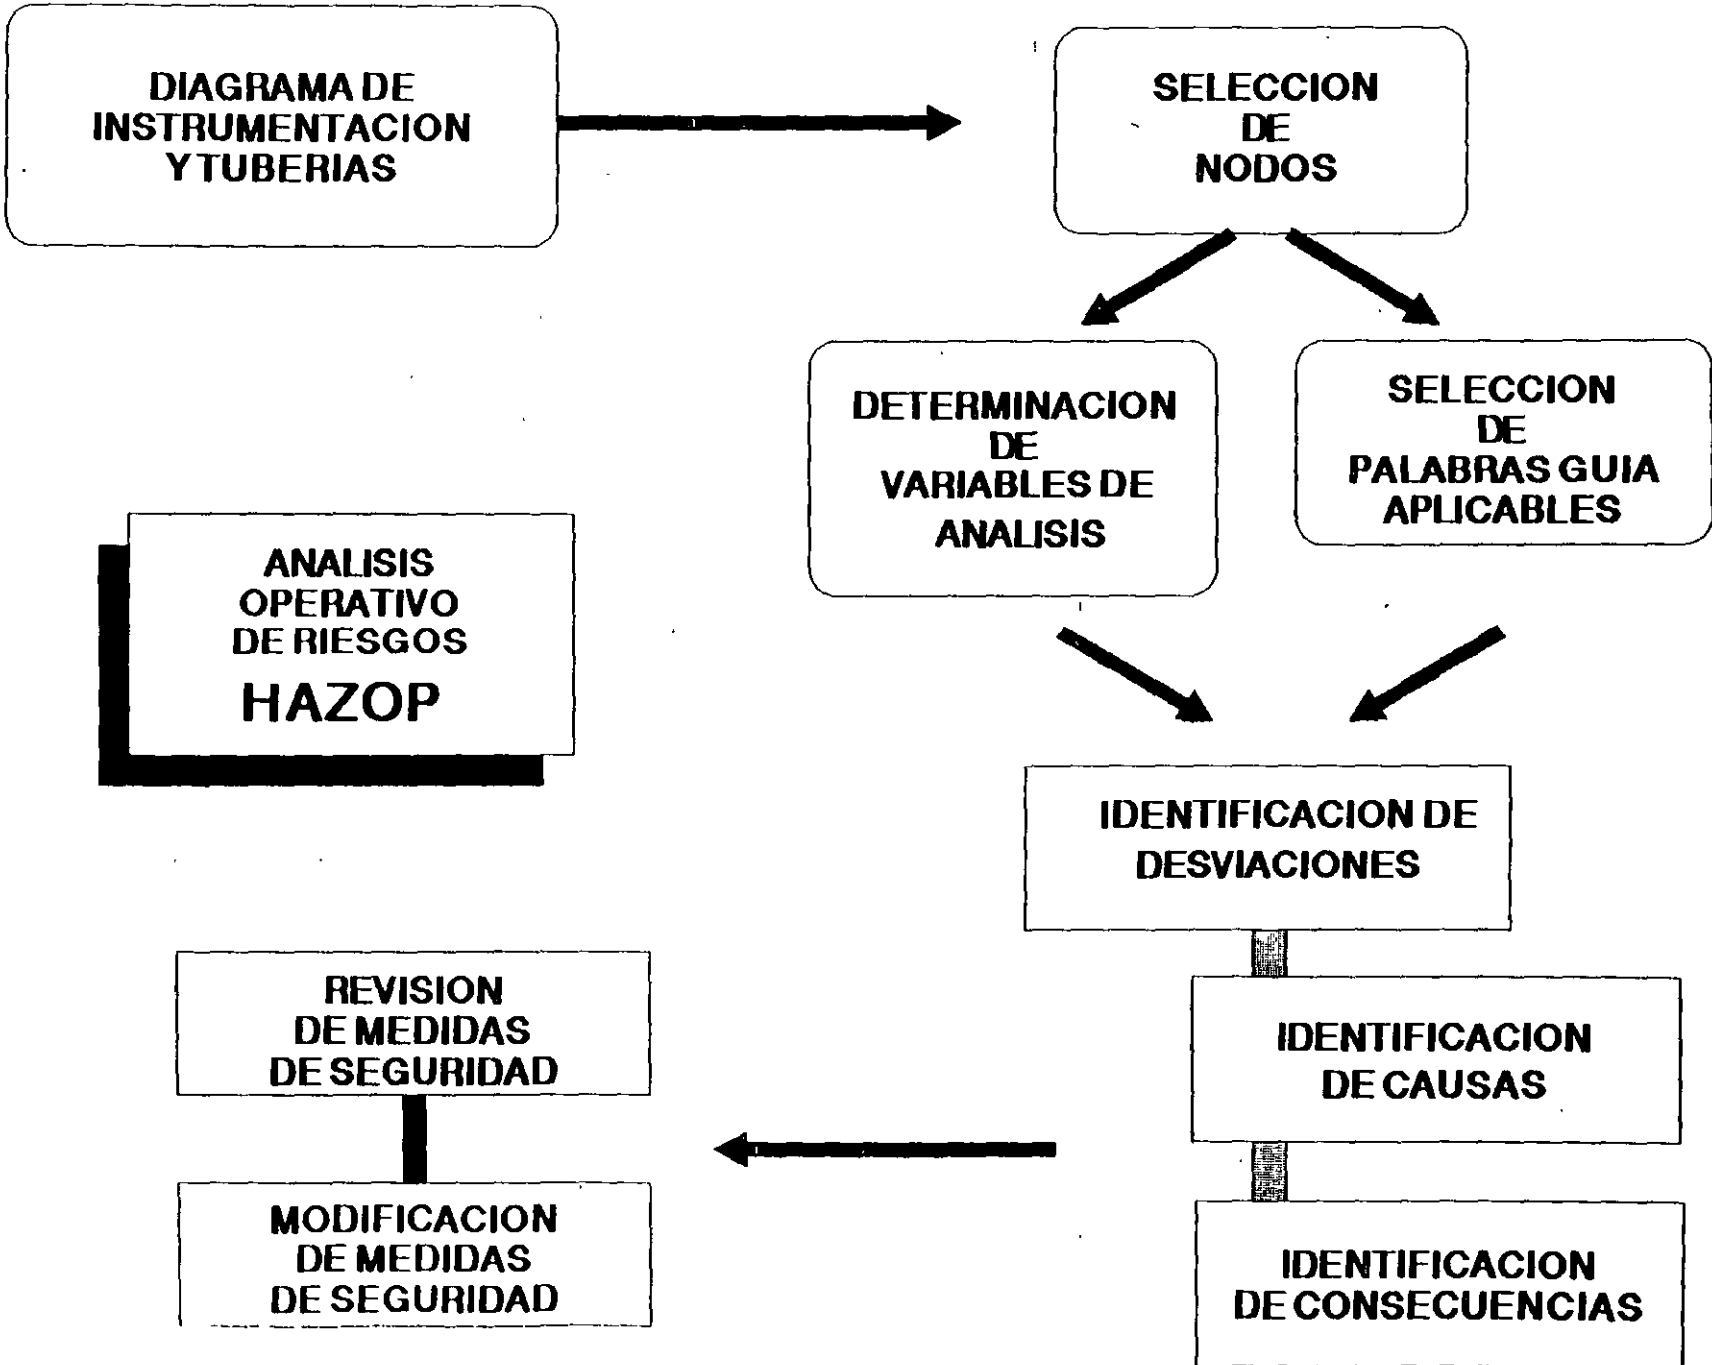 DIAGRAMA DE
INSTRUMENTACION
Y TUBERIAS
SELECCION
DE
NODOS
DETERMINACION
DE
VARIABLES DE
ANALISIS
SELECCION
DE
PALABRAS GUIA
APLICABLES
ANALISIS
OPERATIVO
DE RIESGOS
HAZOP
IDENTIFICACION DE
DESVIACIONES
IDENTIFICACION
DE CAUSAS
IDENTIFICACION
DE CONSECUENCIAS
REVISION
DE MEDIDAS
DE SEGURIDAD
MODIFICACION
DE MEDIDAS
DE SEGURIDAD